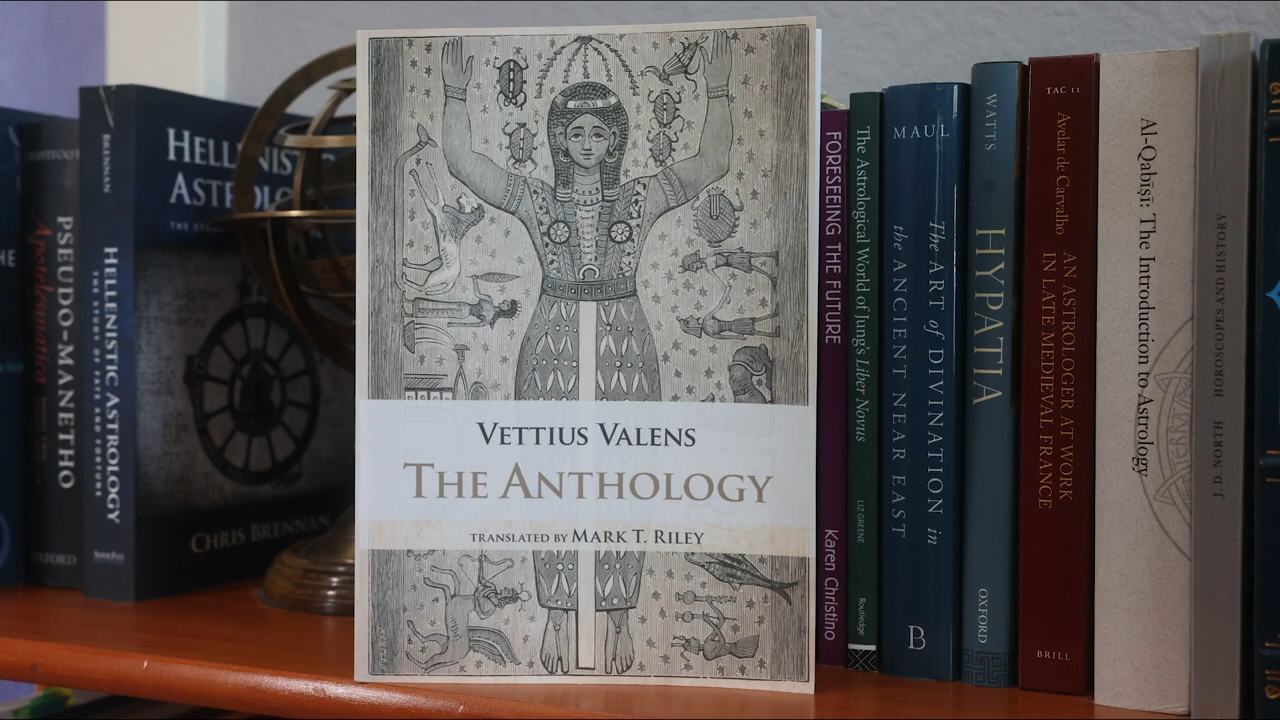 PSEUDO-MANETHO
Apotelesmatica
OXFORD
BRENNAN
HELLENISTIC ASTROLOGY
THE STUDY OF FATE AND FORTUNE
CHRIS BRENNAN
VETTIUS VALENS
THE ANTHOLOGY
TRANSLATED BY MARK T. RILEY
FORESEEING THE FUTURE
Karen Christino
The Astrological World of Jung's Liber Novus
LIZ GREENE
Routledge
MAUL
The ART of DIVINATION in
the ANCIENT NEAR EAST
B
WATTS
HYPATIA
OXFORD
TAC 11
Avelar de Carvalho
AN ASTROLOGER AT WORK
IN LATE MEDIEVAL FRANCE
BRILL
Al-Qabīṣī: The Introduction to Astrology
J. D. NORTH
HOROSCOPES AND HISTORY